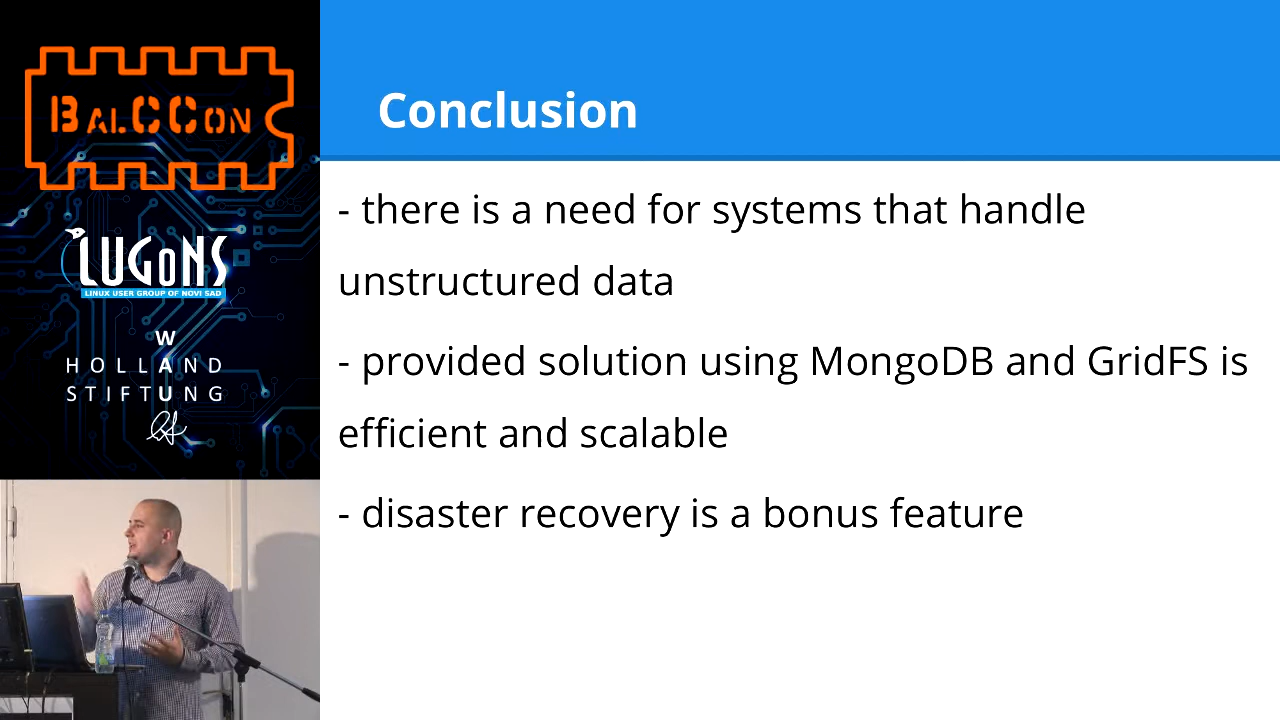 BALCCON
LUGoNS
LINUX USER GROUP OF NOVI SAD
W
HOLLAND
STIFTUNG
Conclusion
- there is a need for systems that handle
unstructured data
- provided solution using MongoDB and GridFS is
efficient and scalable
- disaster recovery is a bonus feature